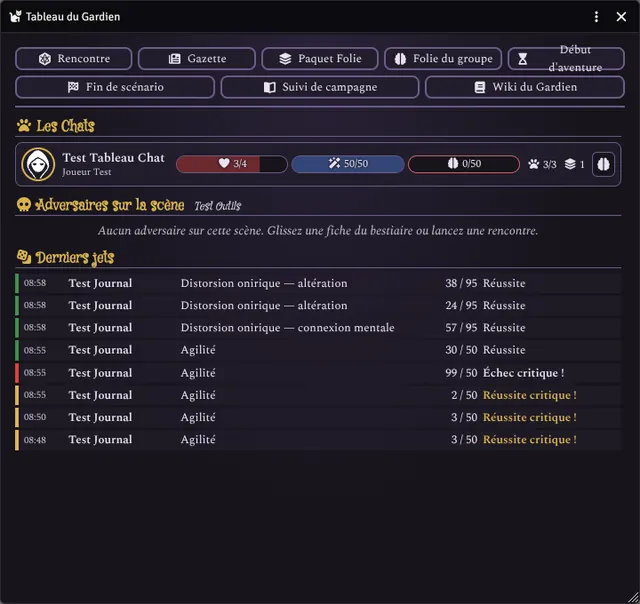 Tableau du Gardien
Rencontre
Gazette
Paquet Folie
Folie du groupe
Début
d'aventure
Fin de scénario
Suivi de campagne
Wiki du Gardien
Les Chats
Test Tableau Chat
Joueur Test
3/4
50/50
0/50
3/3
1
Adversaires sur la scène Test Outils
Aucun adversaire sur cette scène. Glissez une fiche du bestiaire ou lancez une rencontre.
Derniers jets
08:58 Test Journal Distorsion onirique — altération 38 / 95 Réussite
08:58 Test Journal Distorsion onirique — altération 24 / 95 Réussite
08:58 Test Journal Distorsion onirique — connexion mentale 57 / 95 Réussite
08:55 Test Journal Agilité 30 / 50 Réussite
08:55 Test Journal Agilité 99 / 50 Échec critique !
08:55 Test Journal Agilité 2 / 50 Réussite critique !
08:50 Test Journal Agilité 3 / 50 Réussite critique !
08:48 Test Journal Agilité 3 / 50 Réussite critique !